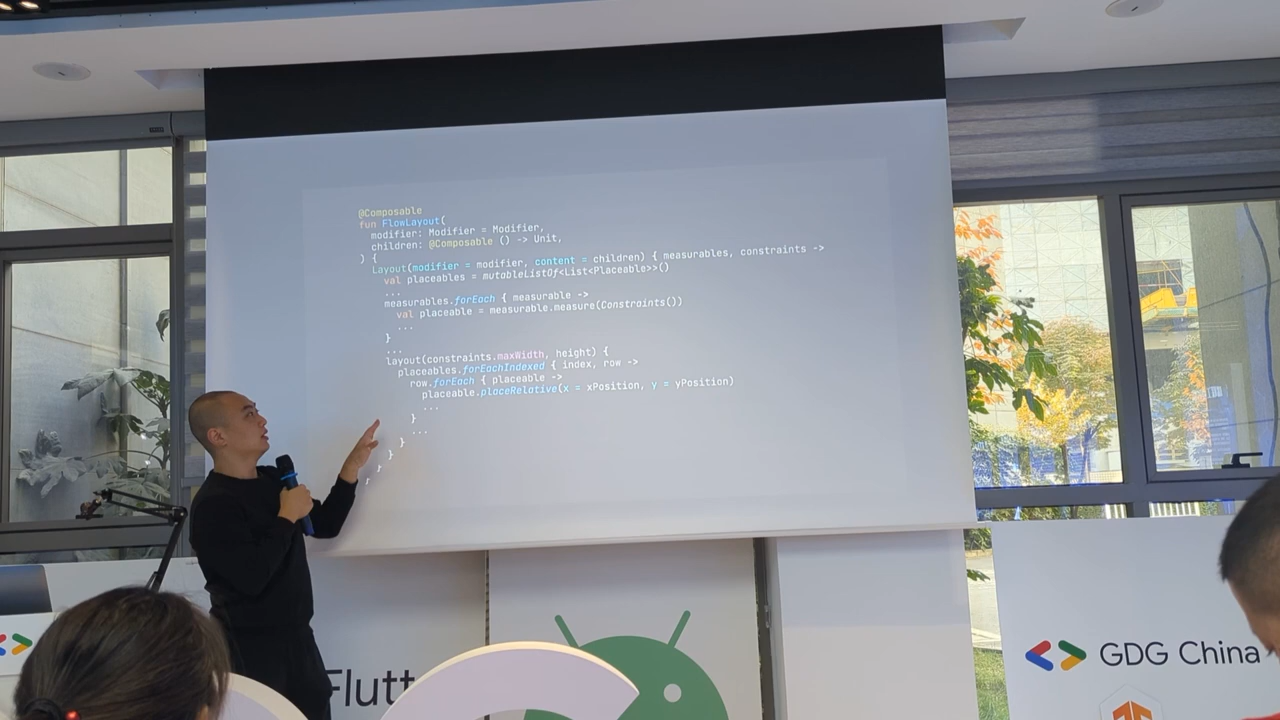 @Composable
fun FlowLayout(
modifier: Modifier = Modifier,
children: @Composable () -> Unit,
) {
Layout(modifier = modifier, content = children) { measurables, constraints ->
val placeables = mutableListOf<List<Placeable>>()
...
measurables.forEach { measurable ->
val placeable = measurable.measure(Constraints())
...
}
...
layout(constraints.maxWidth, height) {
placeables.forEachIndexed { index, row ->
row.forEach { placeable ->
placeable.placeRelative(x = xPosition, y = yPosition)
...
}
...
}
}
}
}
Flutt
GDG China